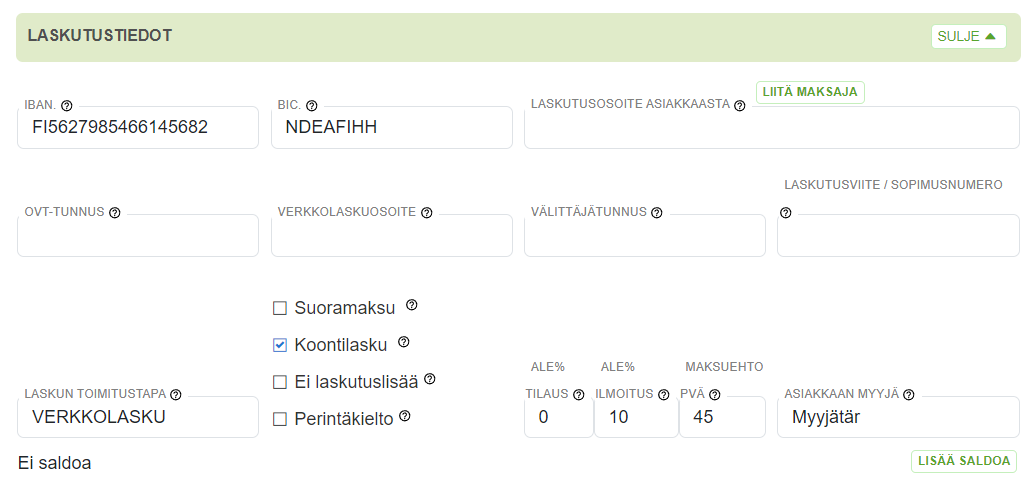 LASKUTUSTIEDOT
SULJE
LIITÄ MAKSAJA
IBAN.
BIC.
LASKUTUSOSOITE ASIAKKAASTA
FI5627985466145682
NDEAFIHH
LASKUTUSVIITE / SOPIMUSNUMERO
OVT-TUNNUS
VERKKOLASKUOSOITE
VÄLITTÄJÄTUNNUS
Suoramaksu
Koontilasku
Ei laskutuslisää
Perintäkielto
LASKUN TOIMITUSTAPA
VERKKOLASKU
ALE% TILAUS
0
ALE% ILMOITUS
10
MAKSUEHTO PVÄ
45
ASIAKKAAN MYYJÄ
Myyjätär
Ei saldoa
LISÄÄ SALDOA